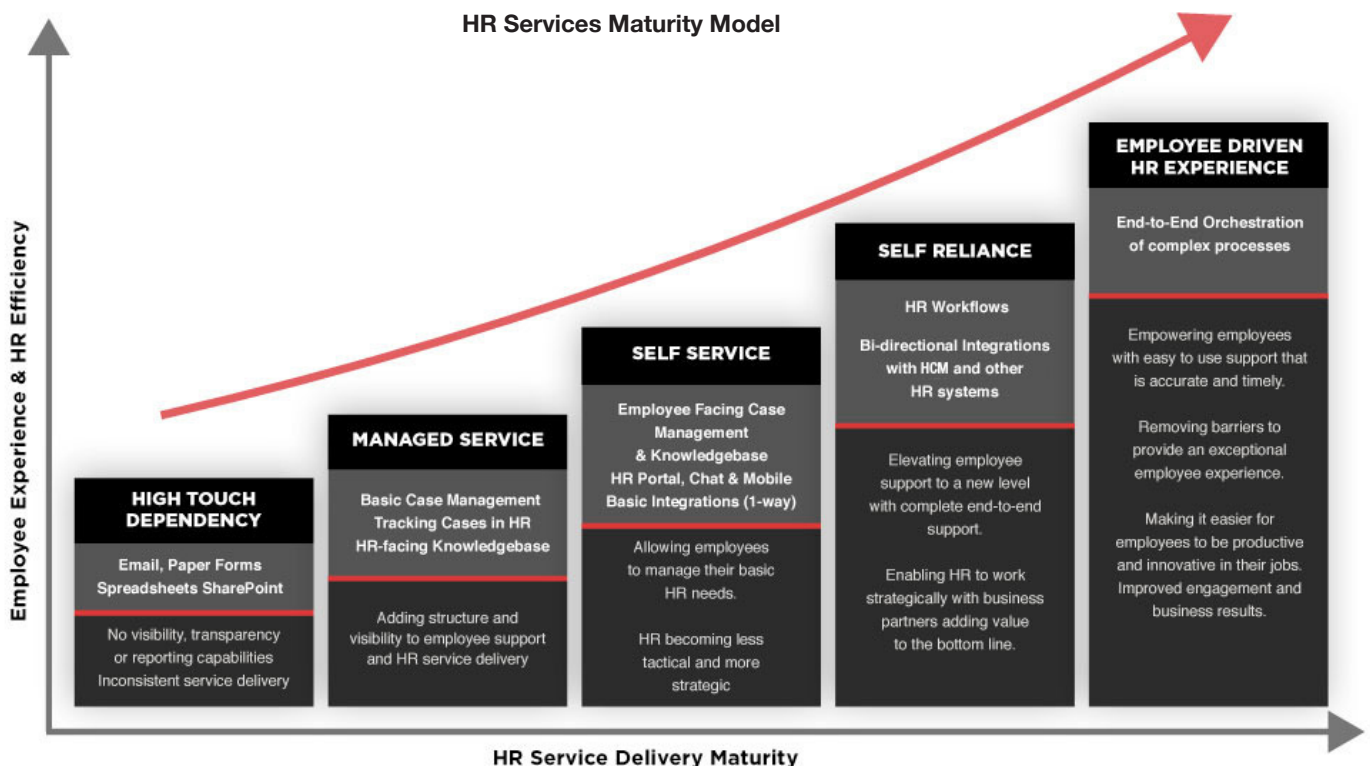 HR Services Maturity Model
Employee Experience & HR Efficiency
HIGH TOUCH
DEPENDENCY
Email, Paper Forms
Spreadsheets SharePoint
No visibility, transparency
or reporting capabilities
Inconsistent service delivery
MANAGED SERVICE
Basic Case Management
Tracking Cases in HR
HR-facing Knowledgebase
Adding structure and
visibility to employee support
and HR service delivery
SELF SERVICE
Employee Facing Case
Management
& Knowledgebase
HR Portal, Chat & Mobile
Basic Integrations (1-way)
Allowing employees
to manage their basic
HR needs.
HR becoming less
tactical and more
strategic
SELF RELIANCE
HR Workflows
Bi-directional Integrations
with HCM and other
HR systems
Elevating employee
support to a new level
with complete end-to-end
support.
Enabling HR to work
strategically with business
partners adding value
to the bottom line.
EMPLOYEE DRIVEN
HR EXPERIENCE
End-to-End Orchestration
of complex processes
Empowering employees
with easy to use support that
is accurate and timely.
Removing barriers to
provide an exceptional
employee experience.
Making it easier for
employees to be productive
and innovative in their jobs.
Improved engagement and
business results.
HR Service Delivery Maturity